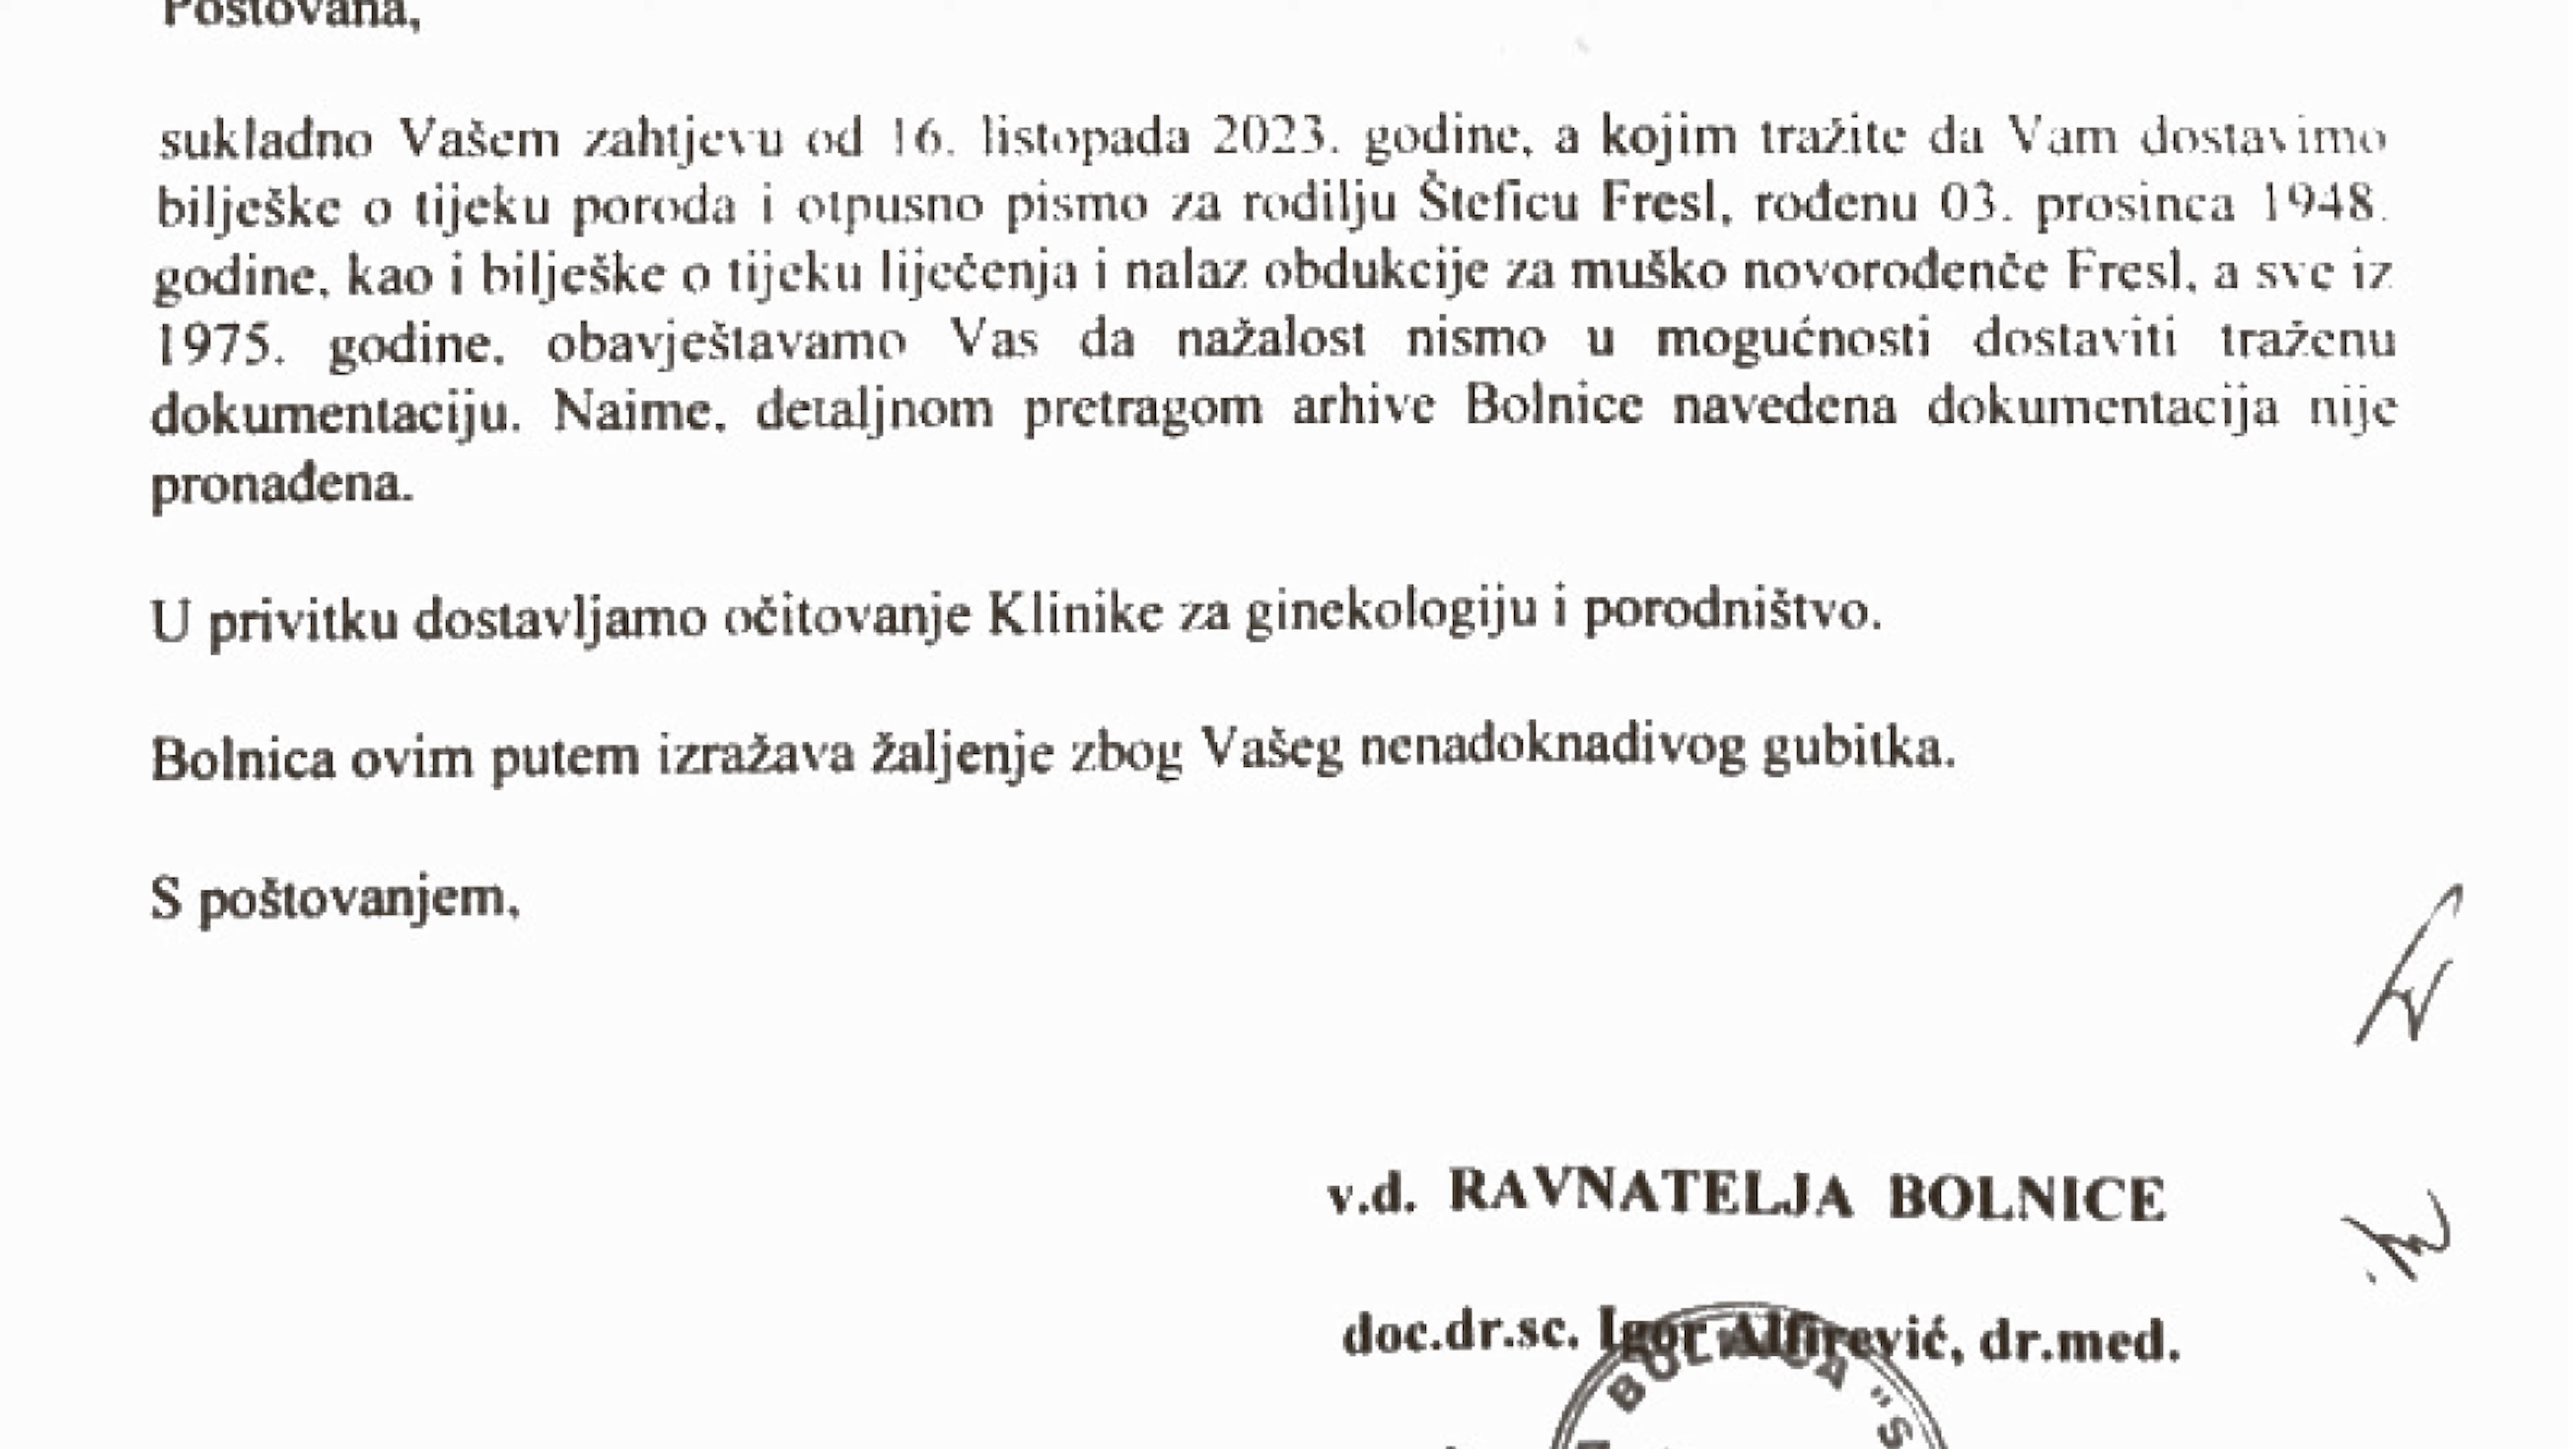 Poštovana,
sukladno Vašem zahtjevu od 16. listopada 2023. godine, a kojim tražite da Vam dostavimo
bilješke o tijeku poroda i otpusno pismo za rodilju Šteficu Fresl, rođenu 03. prosinca 1948.
godine, kao i bilješke o tijeku liječenja i nalaz obdukcije za muško novorođenče Fresl, a sve iz
1975. godine, obavještavamo Vas da nažalost nismo u mogućnosti dostaviti traženu
dokumentaciju. Naime, detaljnom pretragom arhive Bolnice navedena dokumentacija nije
pronađena.
U privitku dostavljamo očitovanje Klinike za ginekologiju i porodništvo.
Bolnica ovim putem izražava žaljenje zbog Vašeg nenadoknadivog gubitka.
S poštovanjem,
v.d. RAVNATELJA BOLNICE
doc.dr.sc. Igor Alfirević, dr.med.
BOLNICA "S